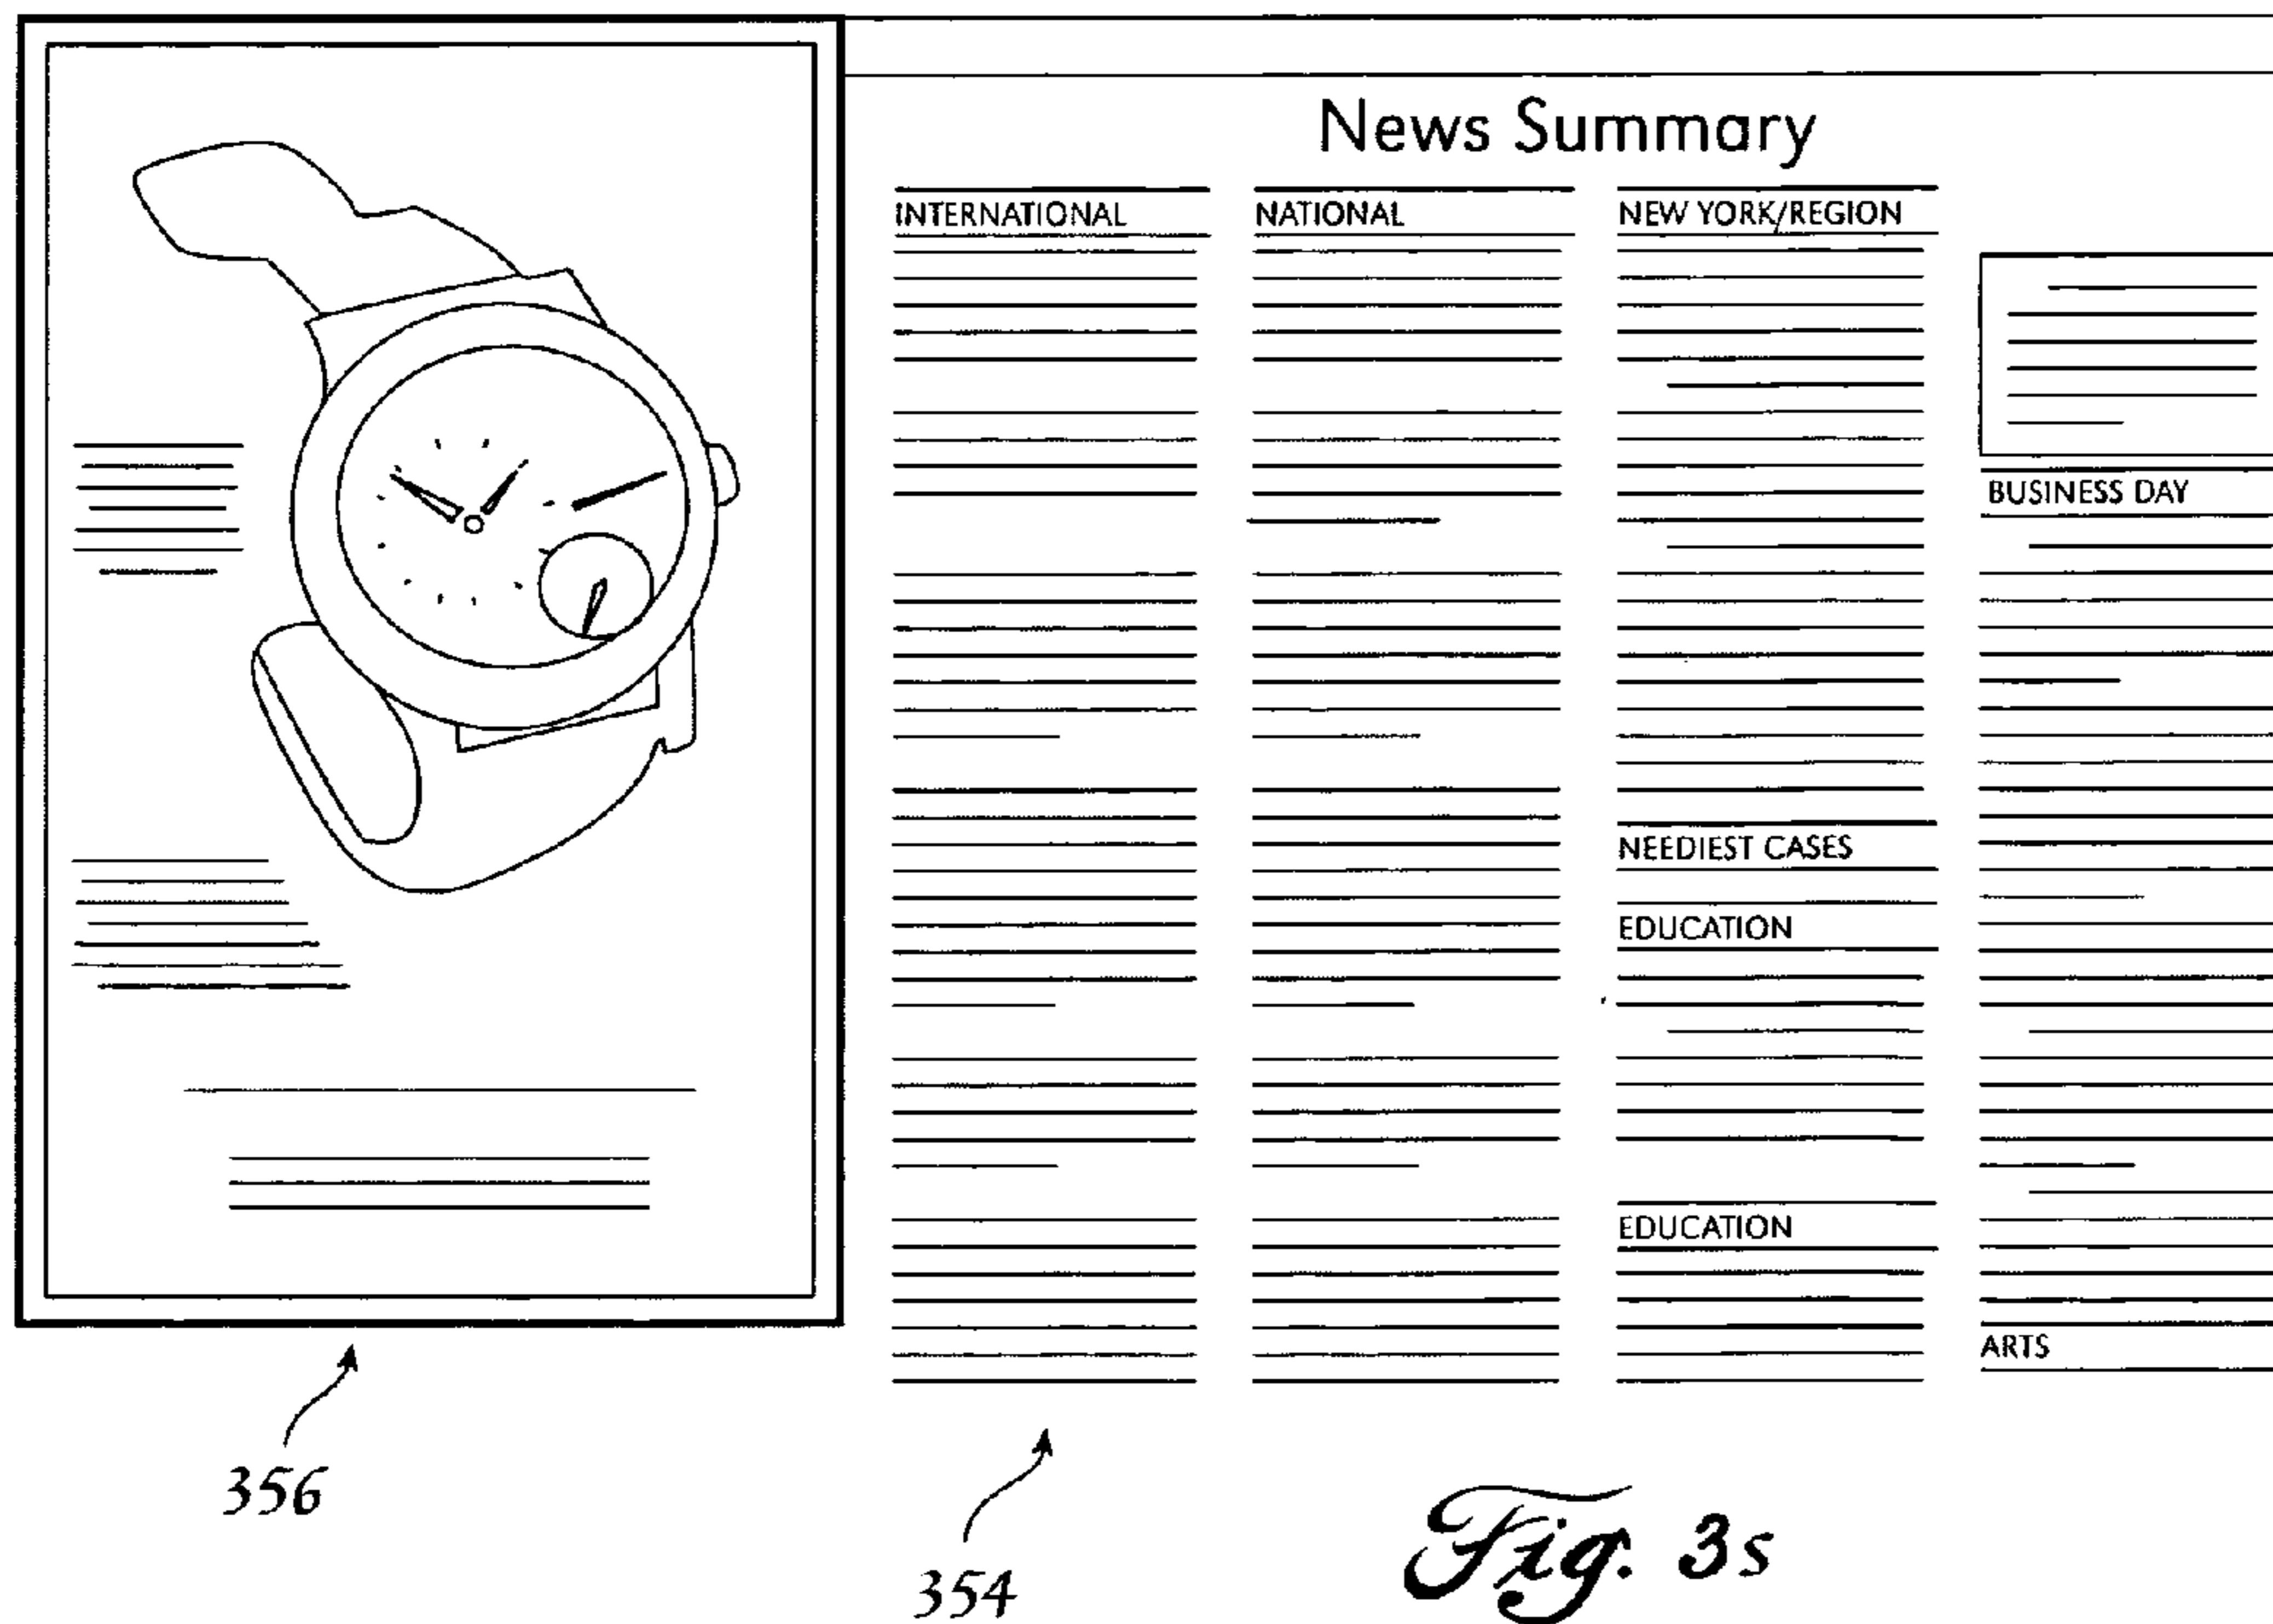 News Summary
INTERNATIONAL
NATIONAL
NEW YORK/REGION
NEEDIEST CASES
EDUCATION
EDUCATION
BUSINESS DAY
ARTS
356
354
Fig. 3s